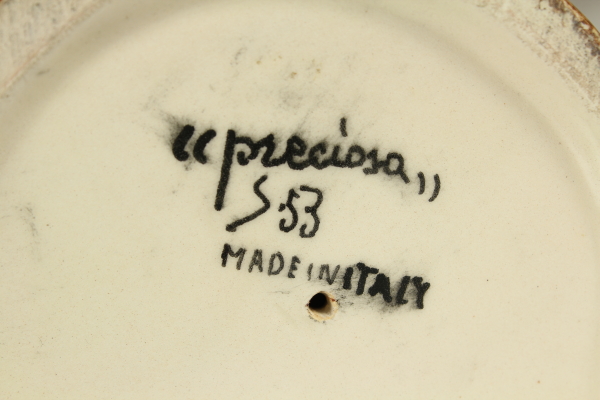 “preciosa„
S 53
MADE IN ITALY